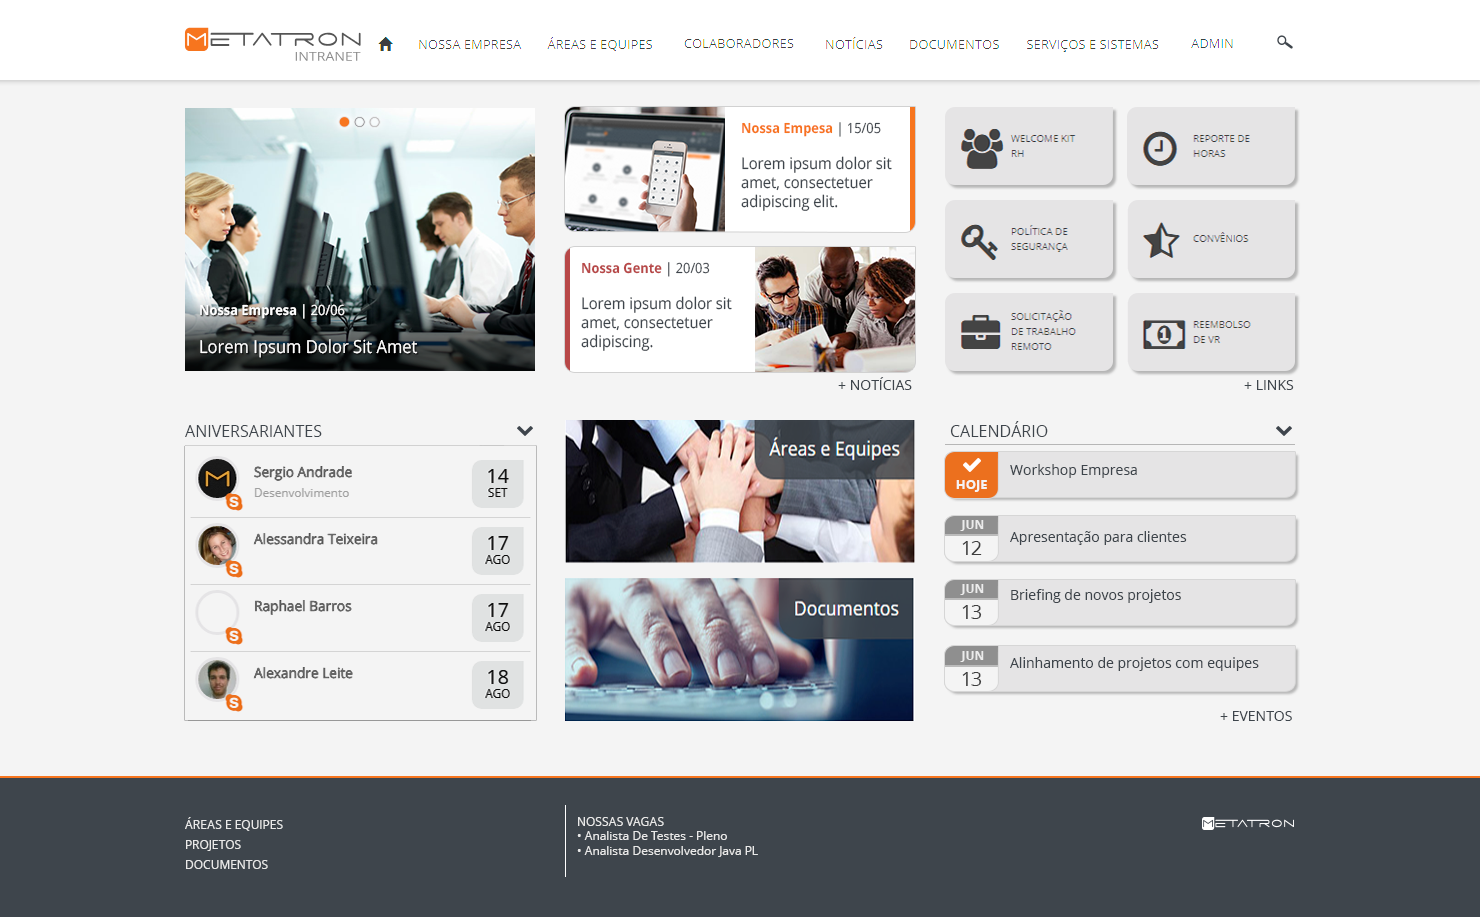 METATRON
INTRANET
NOSSA EMPRESA
ÁREAS E EQUIPES
COLABORADORES
NOTÍCIAS
DOCUMENTOS
SERVIÇOS E SISTEMAS
ADMIN
Nossa Empresa | 20/06
Lorem Ipsum Dolor Sit Amet
Nossa Empesa | 15/05
Lorem ipsum dolor sit
amet, consectetuer
adipiscing elit.
Nossa Gente | 20/03
Lorem ipsum dolor sit
amet, consectetuer
adipiscing.
+ NOTÍCIAS
WELCOME KIT
RH
REPORTE DE
HORAS
POLÍTICA DE
SEGURANÇA
CONVÊNIOS
SOLICITAÇÃO
DE TRABALHO
REMOTO
REEMBOLSO
DE VR
+ LINKS
ANIVERSARIANTES
Sergio Andrade
Desenvolvimento
14
SET
Alessandra Teixeira
17
AGO
Raphael Barros
17
AGO
Alexandre Leite
18
AGO
Áreas e Equipes
Documentos
CALENDÁRIO
HOJE
Workshop Empresa
JUN
12
Apresentação para clientes
JUN
13
Briefing de novos projetos
JUN
13
Alinhamento de projetos com equipes
+ EVENTOS
ÁREAS E EQUIPES
PROJETOS
DOCUMENTOS
NOSSAS VAGAS
• Analista De Testes - Pleno
• Analista Desenvolvedor Java PL
METATRON